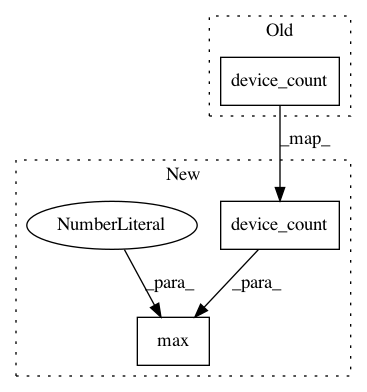 Old
device_count
_map_
New
NumberLiteral
device_count
_para_
_para_
max